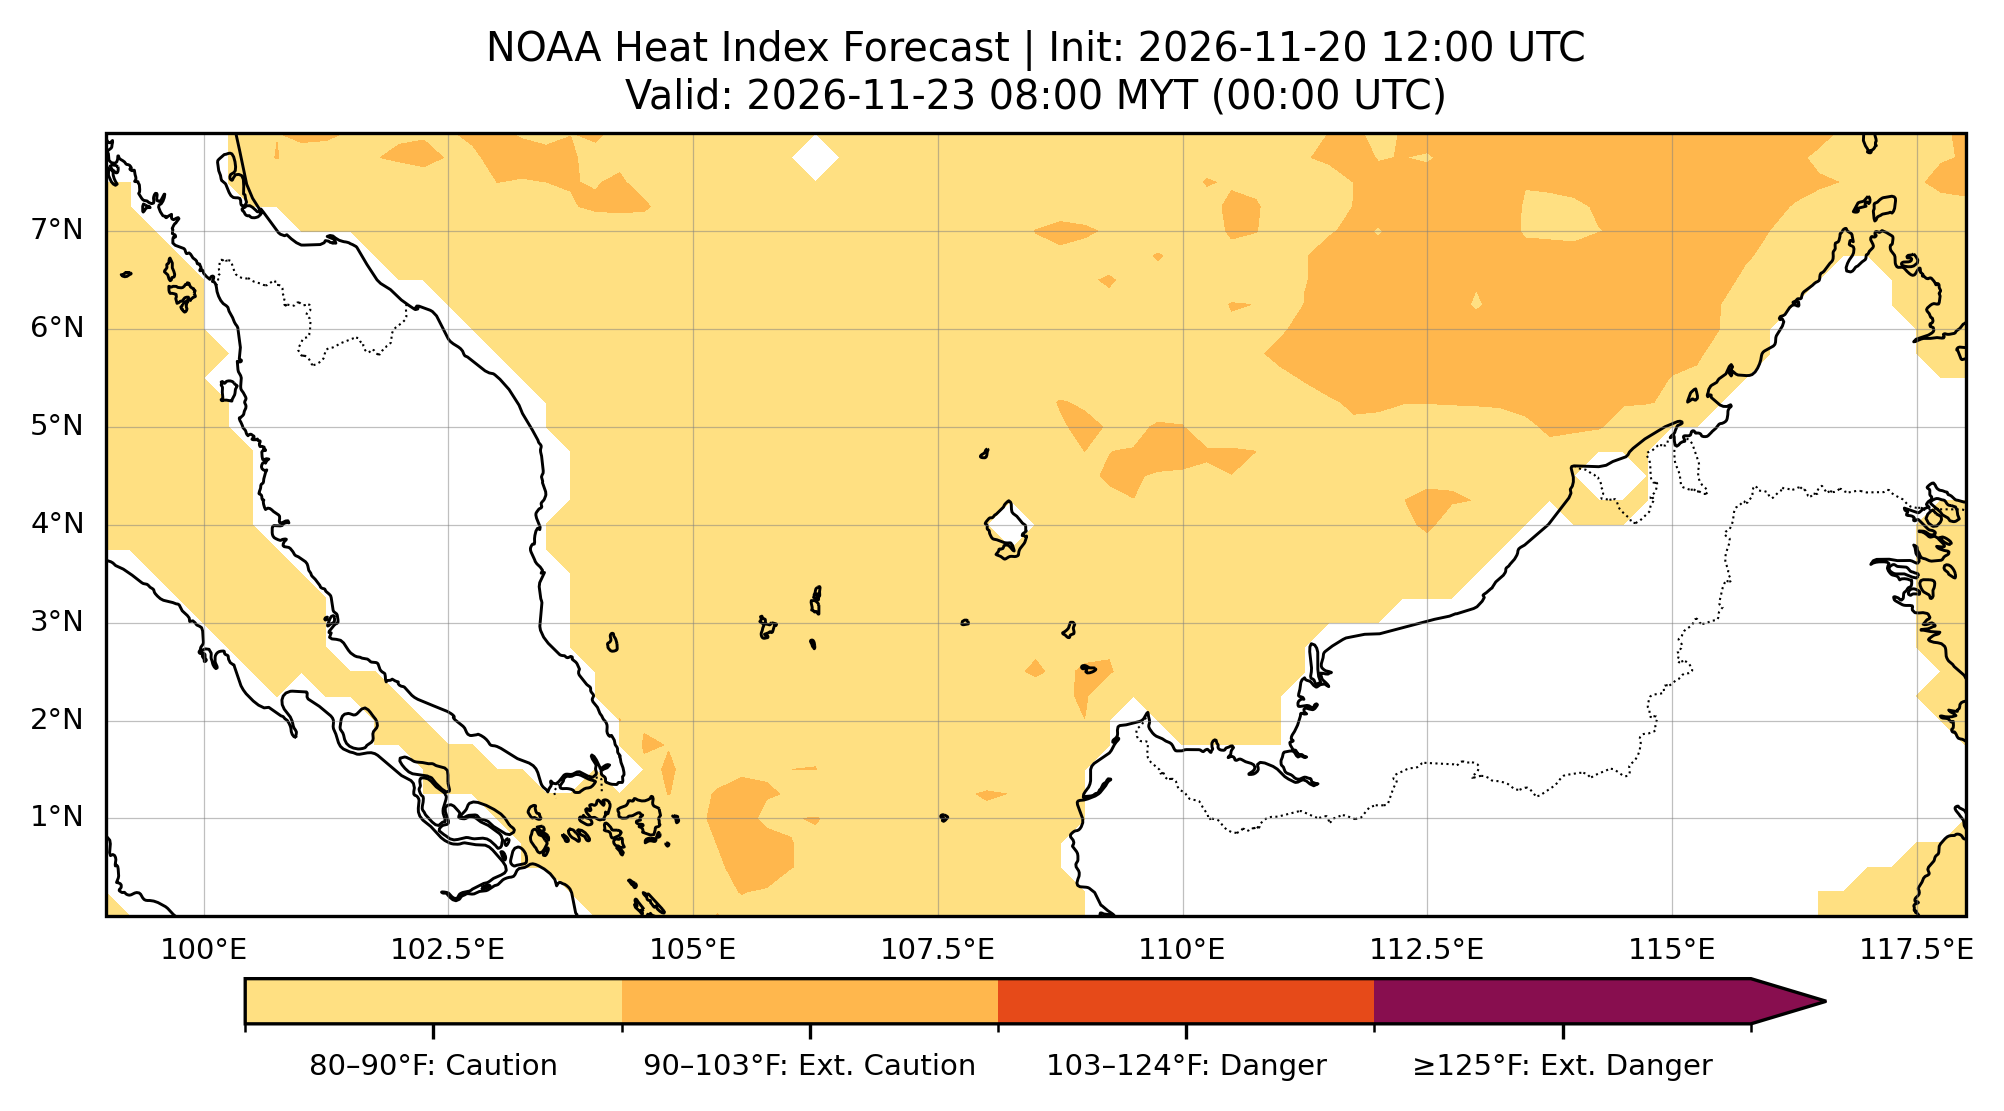 NOAA Heat Index Forecast | Init: 2026-11-20 12:00 UTC
Valid: 2026-11-23 08:00 MYT (00:00 UTC)
7°N
6°N
5°N
4°N
3°N
2°N
1°N
100°E 102.5°E 105°E 107.5°E 110°E 112.5°E 115°E 117.5°E
80–90°F: Caution 90–103°F: Ext. Caution 103–124°F: Danger ≥125°F: Ext. Danger